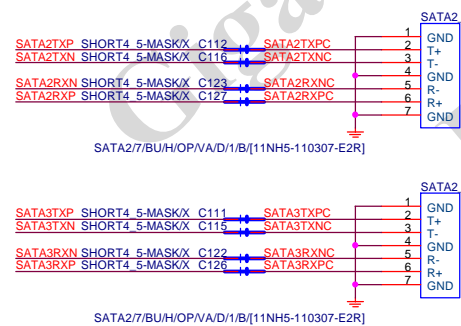 SATA2
1 GND
SATA2TXP SHORT4_5-MASK/X C112 SATA2TXPC 2 T+
SATA2TXN SHORT4_5-MASK/X C116 SATA2TXNC 3 T-
4 GND
SATA2RXN SHORT4_5-MASK/X C123 SATA2RXNC 5 R-
SATA2RXP SHORT4_5-MASK/X C127 SATA2RXPC 6 R+
7 GND
SATA2/7/BU/H/OP/VA/D/1/B/[11NH5-110307-E2R]
SATA2
1 GND
SATA3TXP SHORT4_5-MASK/X C111 SATA3TXPC 2 T+
SATA3TXN SHORT4_5-MASK/X C115 SATA3TXNC 3 T-
4 GND
SATA3RXN SHORT4_5-MASK/X C122 SATA3RXNC 5 R-
SATA3RXP SHORT4_5-MASK/X C126 SATA3RXPC 6 R+
7 GND
SATA2/7/BU/H/OP/VA/D/1/B/[11NH5-110307-E2R]